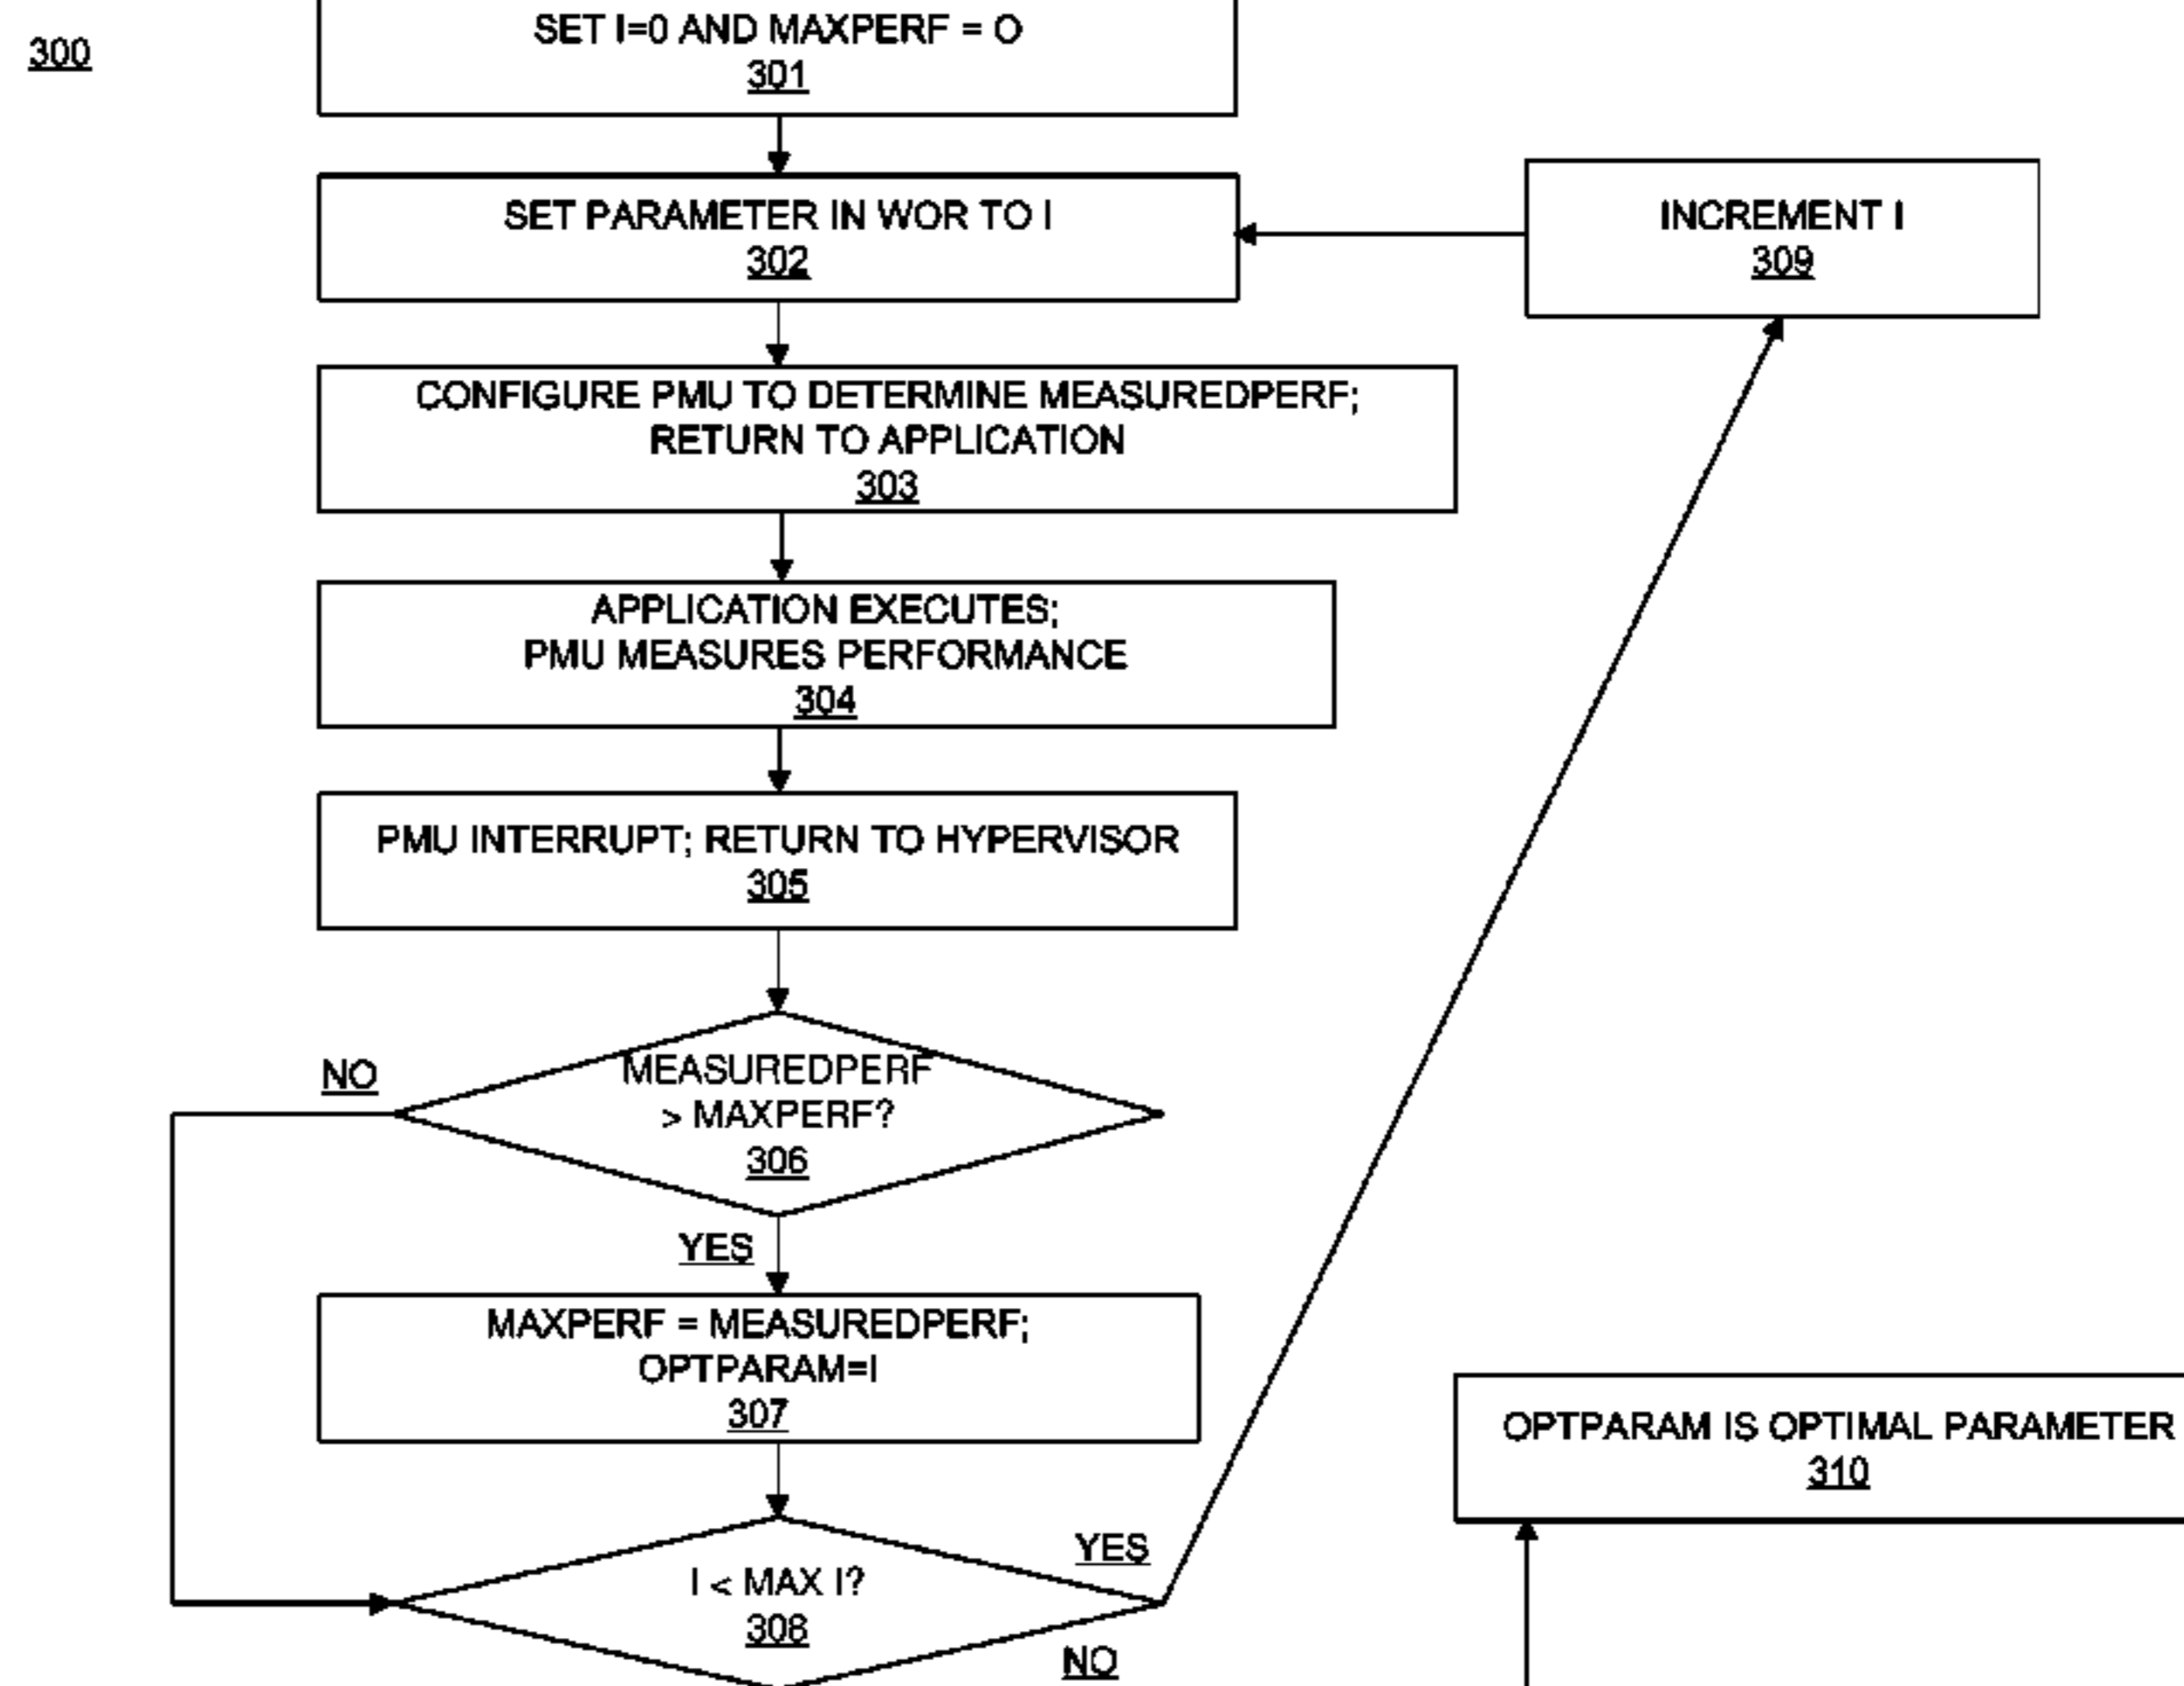 300
SET I=0 AND MAXPERF = O
301
SET PARAMETER IN WOR TO I
302
INCREMENT I
309
CONFIGURE PMU TO DETERMINE MEASUREDPERF;
RETURN TO APPLICATION
303
APPLICATION EXECUTES;
PMU MEASURES PERFORMANCE
304
PMU INTERRUPT; RETURN TO HYPERVISOR
305
NO
MEASUREDPERF
> MAXPERF?
306
YES
MAXPERF = MEASUREDPERF;
OPTPARAM=I
307
OPTPARAM IS OPTIMAL PARAMETER
310
YES
I < MAX I?
308
NO